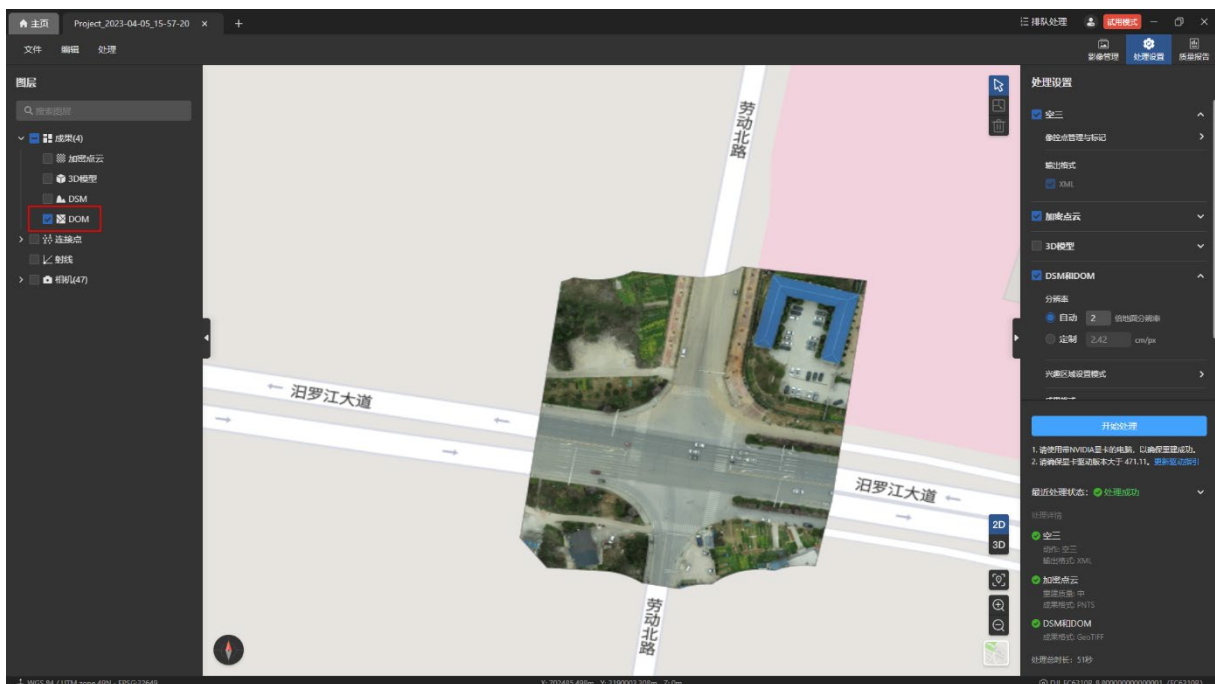 主页
Project_2023-04-05_15-57-20
排队处理
试用模式
文件 编辑 处理
影像管理 处理设置 质量报告
图层
搜索图层
成果(4)
加密点云
3D模型
DSM
DOM
连接点
射线
相机(47)
劳动北路
汨罗江大道
汨罗江大道
劳动北路
2D
3D
处理设置
空三
像控点管理与标记
输出格式
XML
加密点云
3D模型
DSM和DOM
分辨率
自动 2 倍地面分辨率
定制 2.42 cm/px
兴趣区域设置模式
开始处理
1. 请使用带NVIDIA显卡的电脑，以确保重建成功。
2. 请确保显卡驱动版本大于 471.11，更新驱动指引
最近处理状态： 处理成功
处理详情
空三
动作: 空三
输出格式: XML
加密点云
重建质量: 中
成果格式: PNTS
DSM和DOM
成果格式: GeoTIFF
处理总时长：51秒
WGS 84 / UTM zone 49N - EPSG:32649